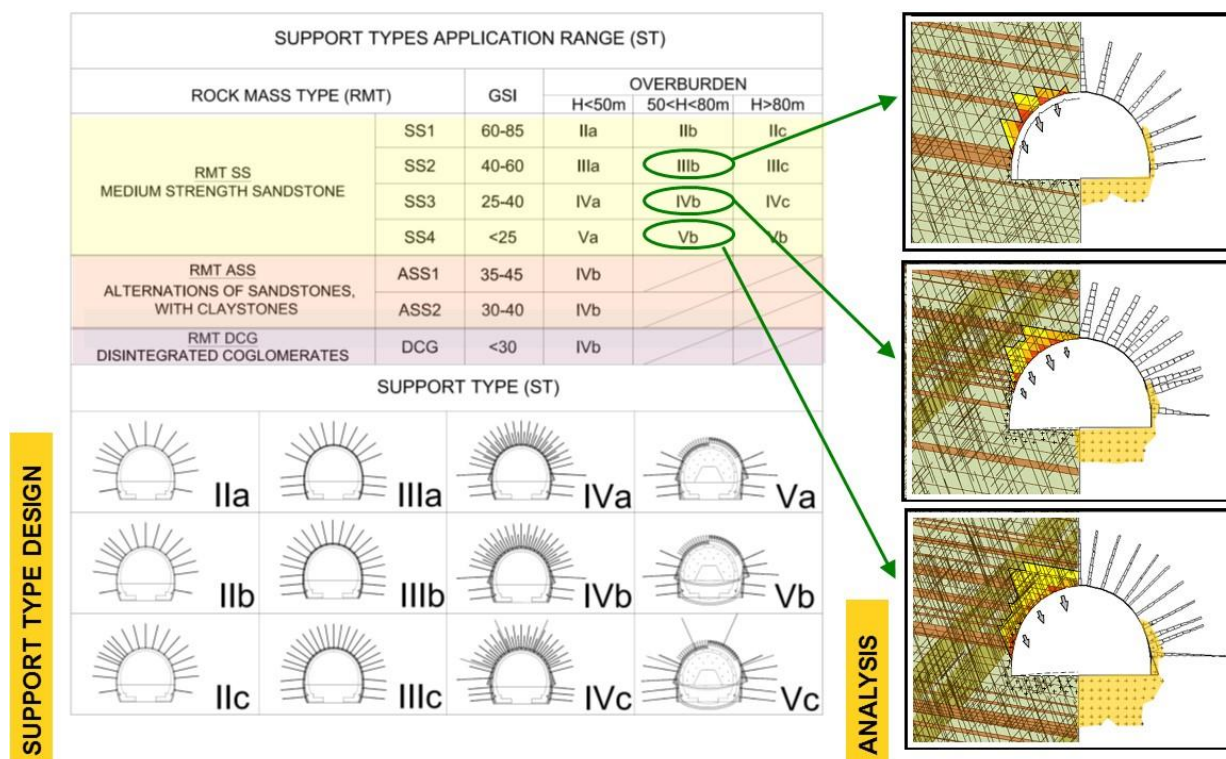 SUPPORT TYPES APPLICATION RANGE (ST)
ROCK MASS TYPE (RMT)
GSI
OVERBURDEN
H<50m 50<H<80m H>80m
RMT SS
MEDIUM STRENGTH SANDSTONE
SS1 60-85 IIa IIb IIc
SS2 40-60 IIIa IIIb IIIc
SS3 25-40 IVa IVb IVc
SS4 <25 Va Vb Vb
RMT ASS
ALTERNATIONS OF SANDSTONES,
WITH CLAYSTONES
ASS1 35-45 IVb
ASS2 30-40 IVb
RMT DCG
DISINTEGRATED COGLOMERATES
DCG <30 IVb
SUPPORT TYPE (ST)
IIa IIIa IVa Va
IIb IIIb IVb Vb
IIc IIIc IVc Vc
SUPPORT TYPE DESIGN
ANALYSIS